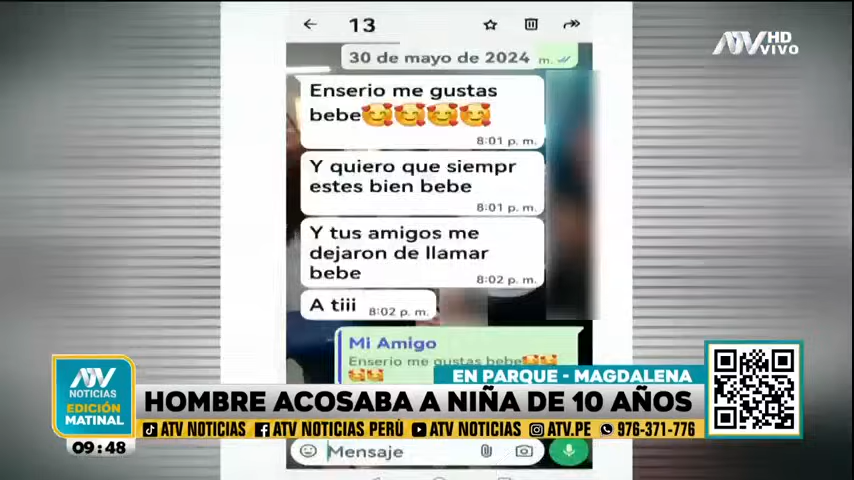 13
30 de mayo de 2024
m.
Enserio me gustas
bebe🥰🥰🥰🥰
8:01 p. m.
Y quiero que siempr
estes bien bebe
8:01 p. m.
Y tus amigos me
dejaron de llamar
bebe
8:02 p. m.
A tiii
8:02 p. m.
Mi Amigo
Enserio me gustas bebe🥰🥰
🥰🥰
Mensaje
ATV HD
VIVO
EN PARQUE - MAGDALENA
HOMBRE ACOSABA A NIÑA DE 10 AÑOS
ATV NOTICIAS
ATV NOTICIAS PERÚ
ATV NOTICIAS
ATV.PE
976-371-776
ATV
NOTICIAS
EDICIÓN
MATINAL
09:48